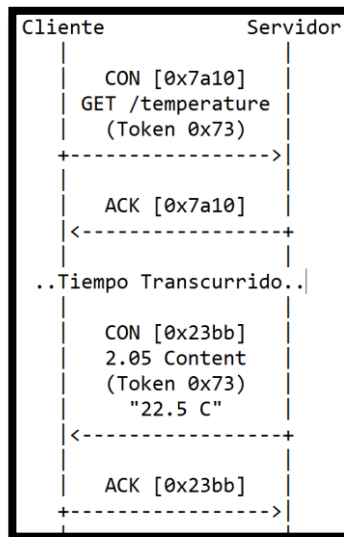 Cliente Servidor
CON [0x7a10]
GET /temperature
(Token 0x73)
ACK [0x7a10]
..Tiempo Transcurrido..
CON [0x23bb]
2.05 Content
(Token 0x73)
"22.5 C"
ACK [0x23bb]